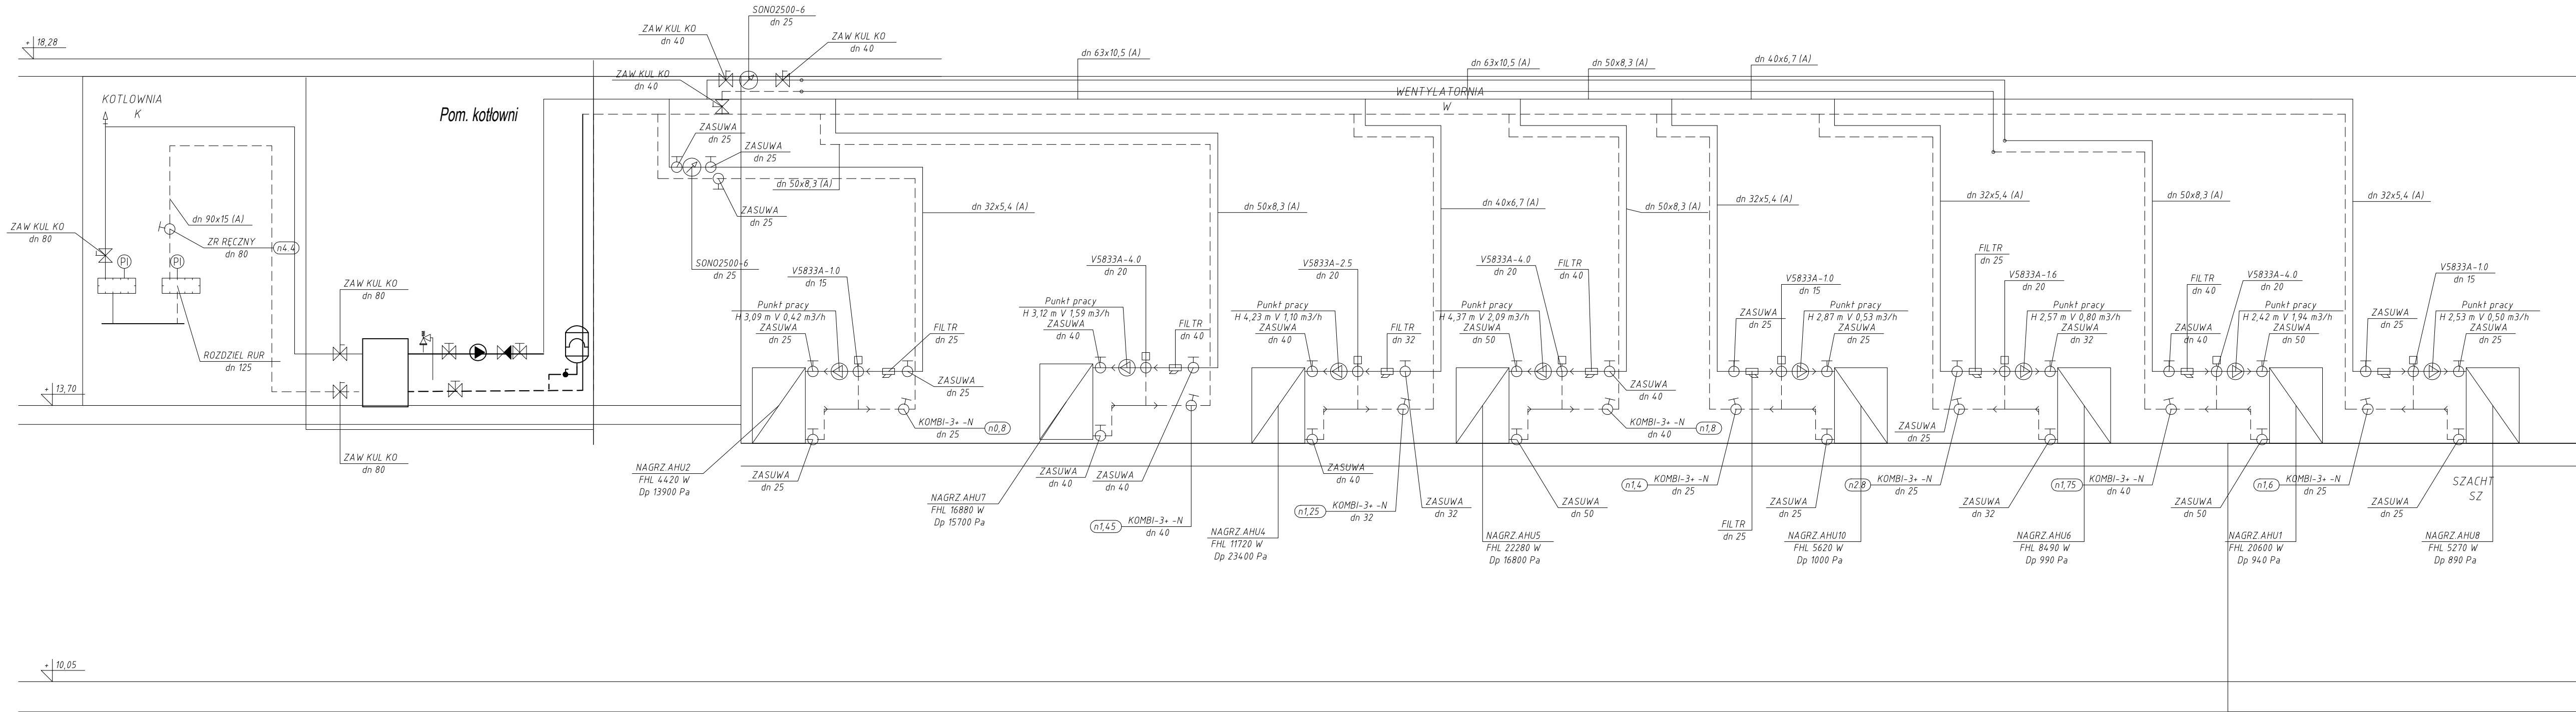 + 18,28
KOTLOWNIA
K
Pom. kotłowni
ZAW KUL KO
dn 80
dn 90x15 (A)
ZR RĘCZNY
dn 80
n4.4
PI
PI
ROZDZIEL RUR
dn 125
ZAW KUL KO
dn 80
ZAW KUL KO
dn 80
+ 13,70
+ 10,05
SONO2500-6
dn 25
ZAW KUL KO
dn 40
ZAW KUL KO
dn 40
ZAW KUL KO
dn 40
dn 63x10,5 (A)
dn 63x10,5 (A)
dn 50x8,3 (A)
dn 40x6,7 (A)
WENTYLATORNIA
W
ZASUWA
dn 25
ZASUWA
dn 25
dn 50x8,3 (A)
ZASUWA
dn 25
SONO2500-6
dn 25
dn 32x5,4 (A)
V5833A-1.0
dn 15
Punkt pracy
H 3,09 m V 0,42 m3/h
ZASUWA
dn 25
FILTR
dn 25
ZASUWA
dn 25
KOMBI-3+ -N
dn 25
n0,8
NAGRZ.AHU2
FHL 4420 W
Dp 13900 Pa
ZASUWA
dn 25
dn 50x8,3 (A)
V5833A-4.0
dn 20
Punkt pracy
H 3,12 m V 1,59 m3/h
ZASUWA
dn 40
FILTR
dn 40
ZASUWA
dn 40
ZASUWA
dn 40
NAGRZ.AHU7
FHL 16880 W
Dp 15700 Pa
n1,45
KOMBI-3+ -N
dn 40
dn 40x6,7 (A)
V5833A-2.5
dn 20
Punkt pracy
H 4,23 m V 1,10 m3/h
ZASUWA
dn 40
FILTR
dn 32
ZASUWA
dn 40
n1,25
KOMBI-3+ -N
dn 32
ZASUWA
dn 32
NAGRZ.AHU4
FHL 11720 W
Dp 23400 Pa
dn 50x8,3 (A)
V5833A-4.0
dn 20
FILTR
dn 40
Punkt pracy
H 4,37 m V 2,09 m3/h
ZASUWA
dn 50
ZASUWA
dn 40
KOMBI-3+ -N
dn 40
n1,8
ZASUWA
dn 50
NAGRZ.AHU5
FHL 22280 W
Dp 16800 Pa
dn 32x5,4 (A)
V5833A-1.0
dn 15
ZASUWA
dn 25
Punkt pracy
H 2,87 m V 0,53 m3/h
ZASUWA
dn 25
n1,4
KOMBI-3+ -N
dn 25
FILTR
dn 25
ZASUWA
dn 25
NAGRZ.AHU10
FHL 5620 W
Dp 1000 Pa
dn 32x5,4 (A)
FILTR
dn 25
V5833A-1.6
dn 20
Punkt pracy
H 2,57 m V 0,80 m3/h
ZASUWA
dn 32
ZASUWA
dn 25
n2.8
KOMBI-3+ -N
dn 25
ZASUWA
dn 32
NAGRZ.AHU6
FHL 8490 W
Dp 990 Pa
dn 50x8,3 (A)
FILTR
dn 40
V5833A-4.0
dn 20
ZASUWA
dn 40
Punkt pracy
H 2,42 m V 1,94 m3/h
ZASUWA
dn 50
n1,75
KOMBI-3+ -N
dn 40
ZASUWA
dn 50
NAGRZ.AHU1
FHL 20600 W
Dp 940 Pa
dn 32x5,4 (A)
V5833A-1.0
dn 15
ZASUWA
dn 25
Punkt pracy
H 2,53 m V 0,50 m3/h
ZASUWA
dn 25
n1,6
KOMBI-3+ -N
dn 25
ZASUWA
dn 25
SZACHT
SZ
NAGRZ.AHU8
FHL 5270 W
Dp 890 Pa